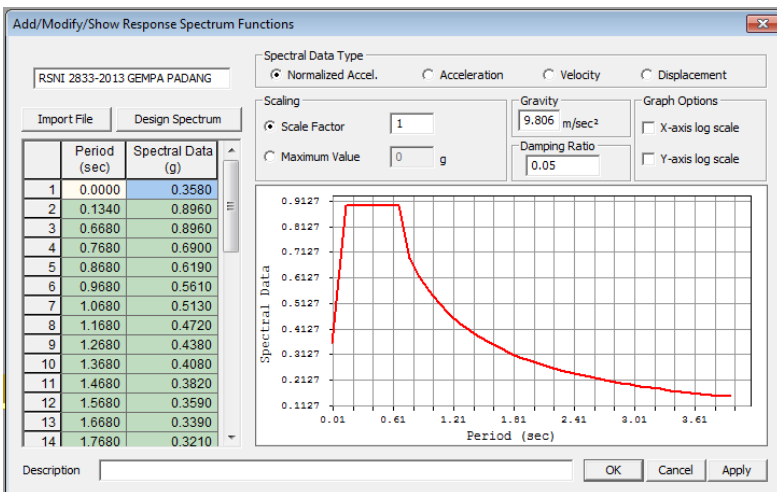 Add/Modify/Show Response Spectrum Functions
RSNI 2833-2013 GEMPA PADANG
Import File Design Spectrum
Spectral Data Type
Normalized Accel. Acceleration Velocity Displacement
Scaling
Scale Factor 1
Maximum Value 0 g
Gravity
9.806 m/sec²
Damping Ratio
0.05
Graph Options
X-axis log scale
Y-axis log scale
Period (sec) Spectral Data (g)
1 0.0000 0.3580
2 0.1340 0.8960
3 0.6680 0.8960
4 0.7680 0.6900
5 0.8680 0.6190
6 0.9680 0.5610
7 1.0680 0.5130
8 1.1680 0.4720
9 1.2680 0.4380
10 1.3680 0.4080
11 1.4680 0.3820
12 1.5680 0.3590
13 1.6680 0.3390
14 1.7680 0.3210
Spectral Data
0.9127
0.8127
0.7127
0.6127
0.5127
0.4127
0.3127
0.2127
0.1127
0.01 0.61 1.21 1.81 2.41 3.01 3.61
Period (sec)
Description
OK Cancel Apply